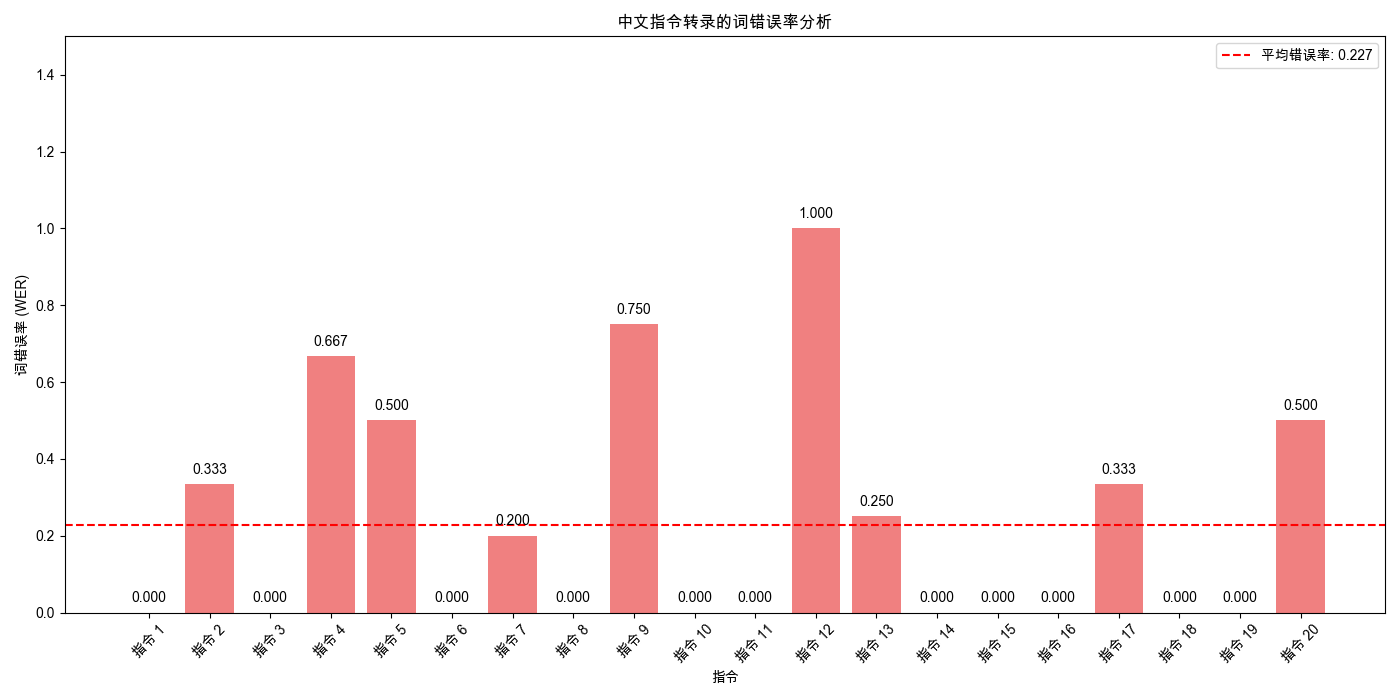 中文指令转录的词错误率分析
平均错误率: 0.227
词错误率 (WER)
1.4
1.2
1.0
0.8
0.6
0.4
0.2
0.0
0.000
0.333
0.000
0.667
0.500
0.000
0.200
0.000
0.750
0.000
0.000
1.000
0.250
0.000
0.000
0.000
0.333
0.000
0.000
0.500
指令 1
指令 2
指令 3
指令 4
指令 5
指令 6
指令 7
指令 8
指令 9
指令 10
指令 11
指令 12
指令 13
指令 14
指令 15
指令 16
指令 17
指令 18
指令 19
指令 20
指令